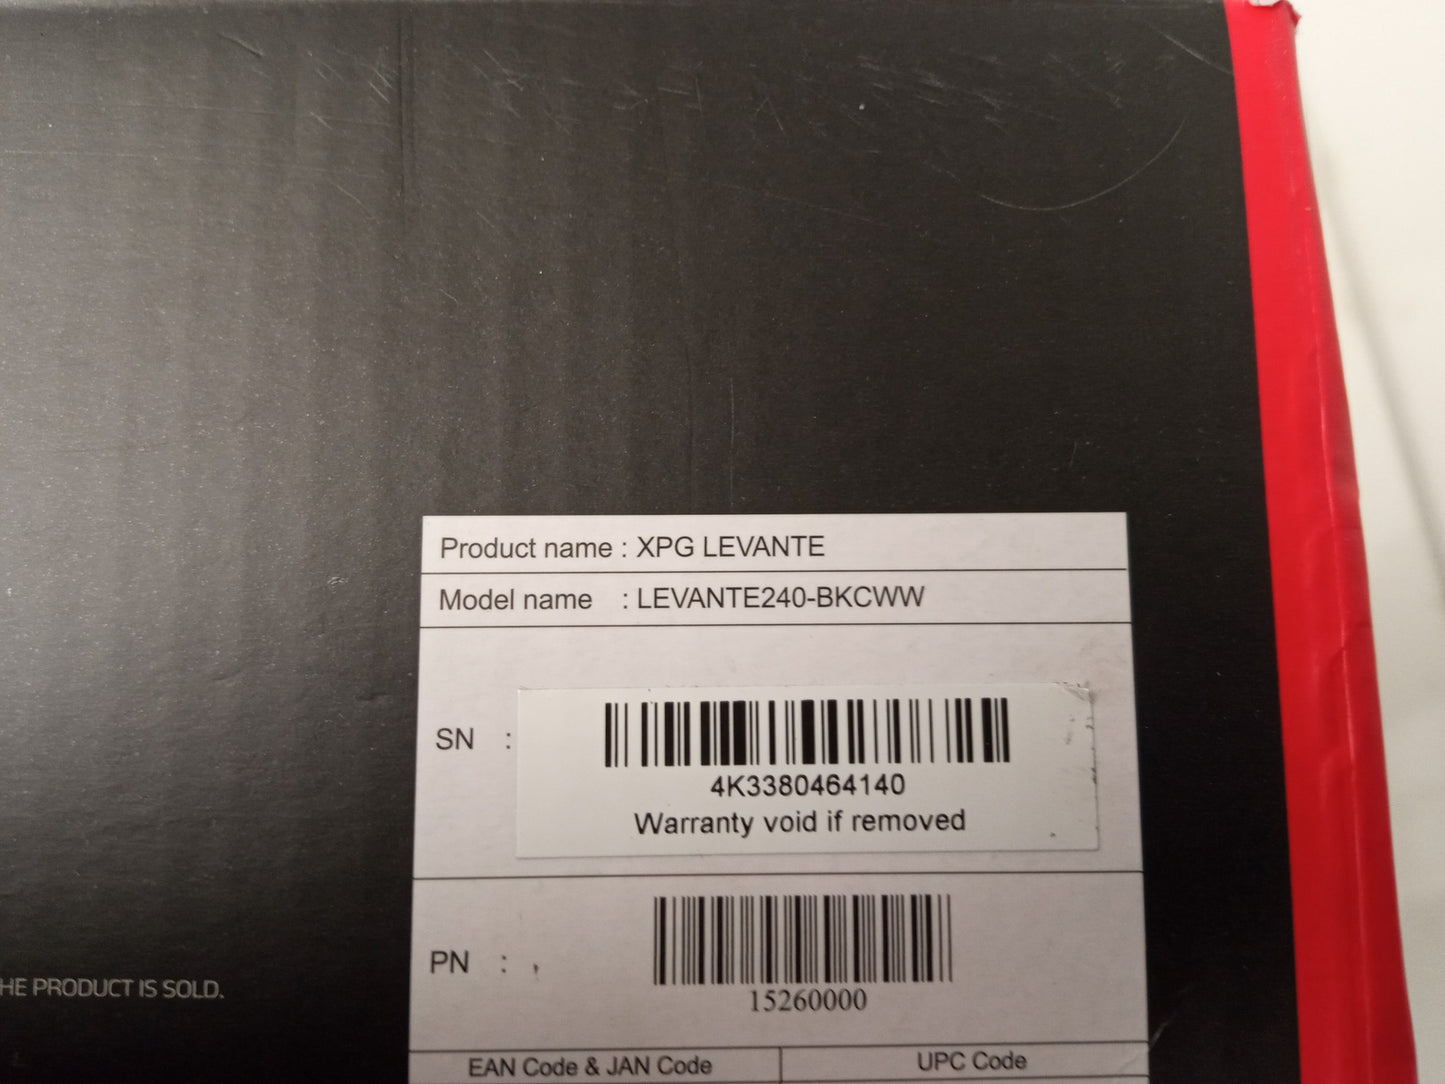 Product name : XPG LEVANTE
Model name : LEVANTE240-BKCWW
SN :
4K3380464140
Warranty void if removed
PN :
15260000
HE PRODUCT IS SOLD.
EAN Code & JAN Code
UPC Code